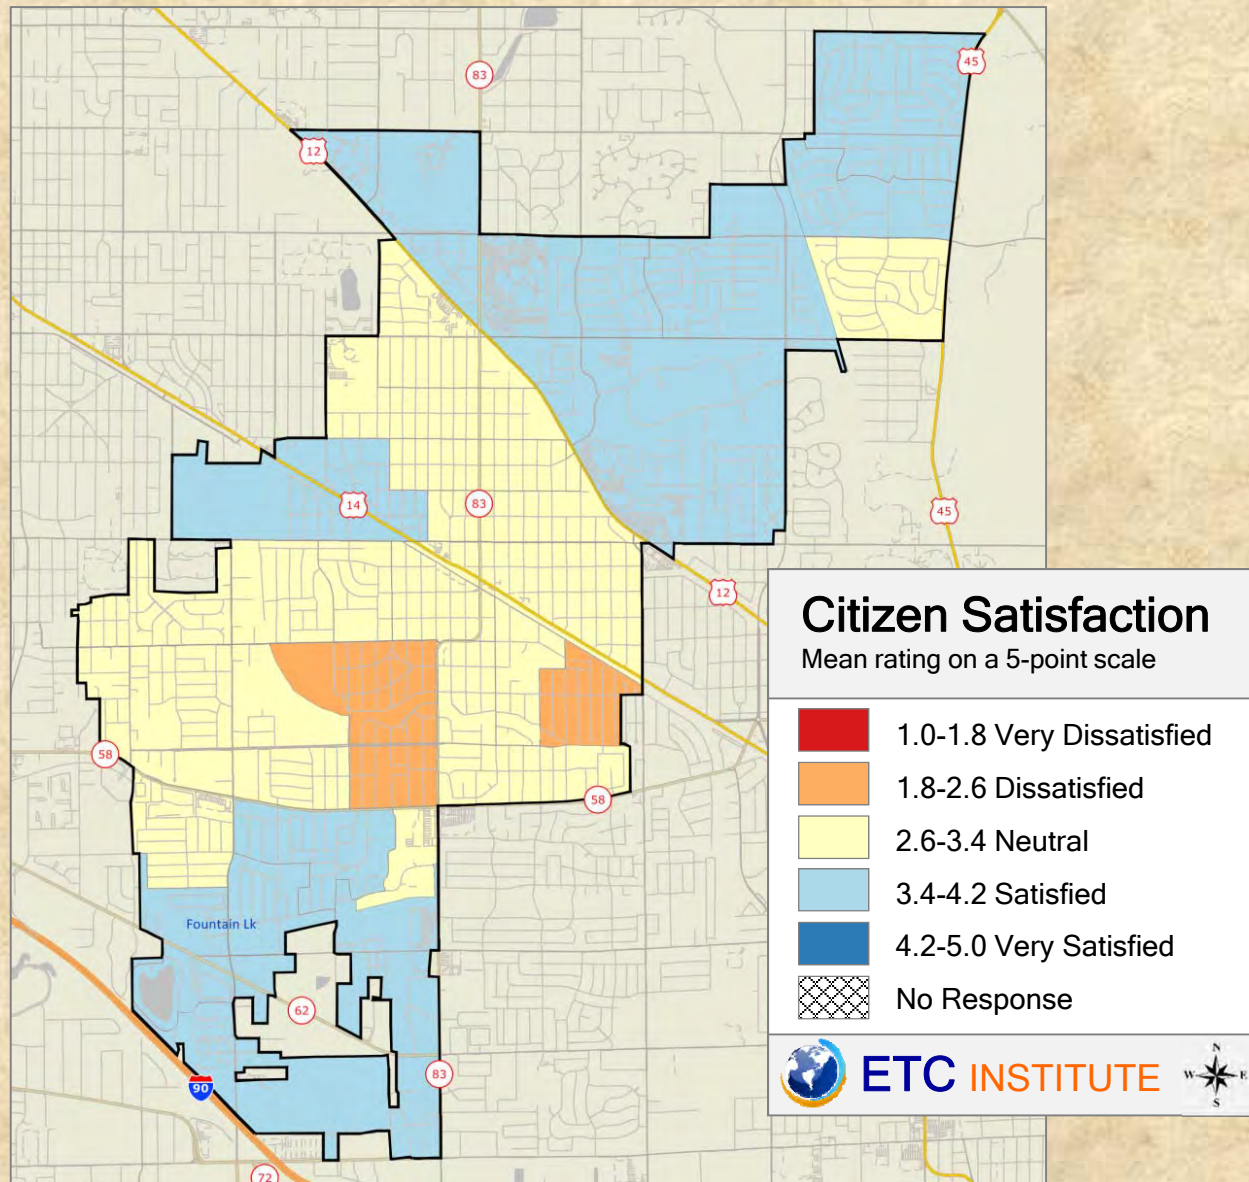 83
45
12
14
83
45
12
58
58
Fountain Lk
62
83
90
72
Citizen Satisfaction
Mean rating on a 5-point scale
1.0-1.8 Very Dissatisfied
1.8-2.6 Dissatisfied
2.6-3.4 Neutral
3.4-4.2 Satisfied
4.2-5.0 Very Satisfied
No Response
ETC INSTITUTE
N
W E
S